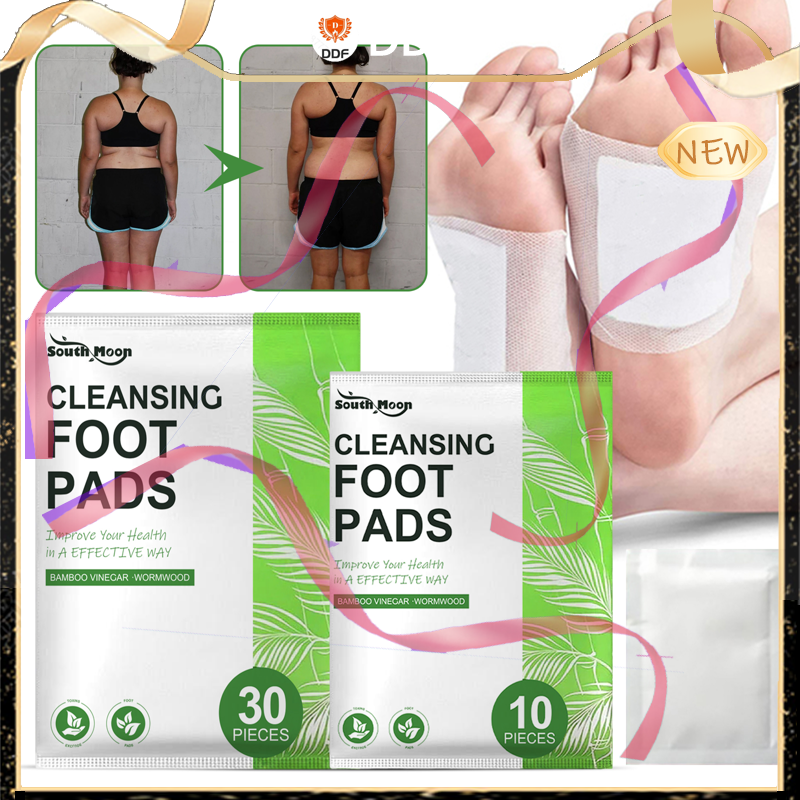 DDF
NEW
South Moon
CLEANSING
FOOT
PADS
Improve Your Health
in A EFFECTIVE WAY
BAMBOO VINEGAR ·WORMWOOD
30
PIECES
South Moon
CLEANSING
FOOT
PADS
Improve Your Health
in A EFFECTIVE WAY
BAMBOO VINEGAR ·WORMWOOD
10
PIECES